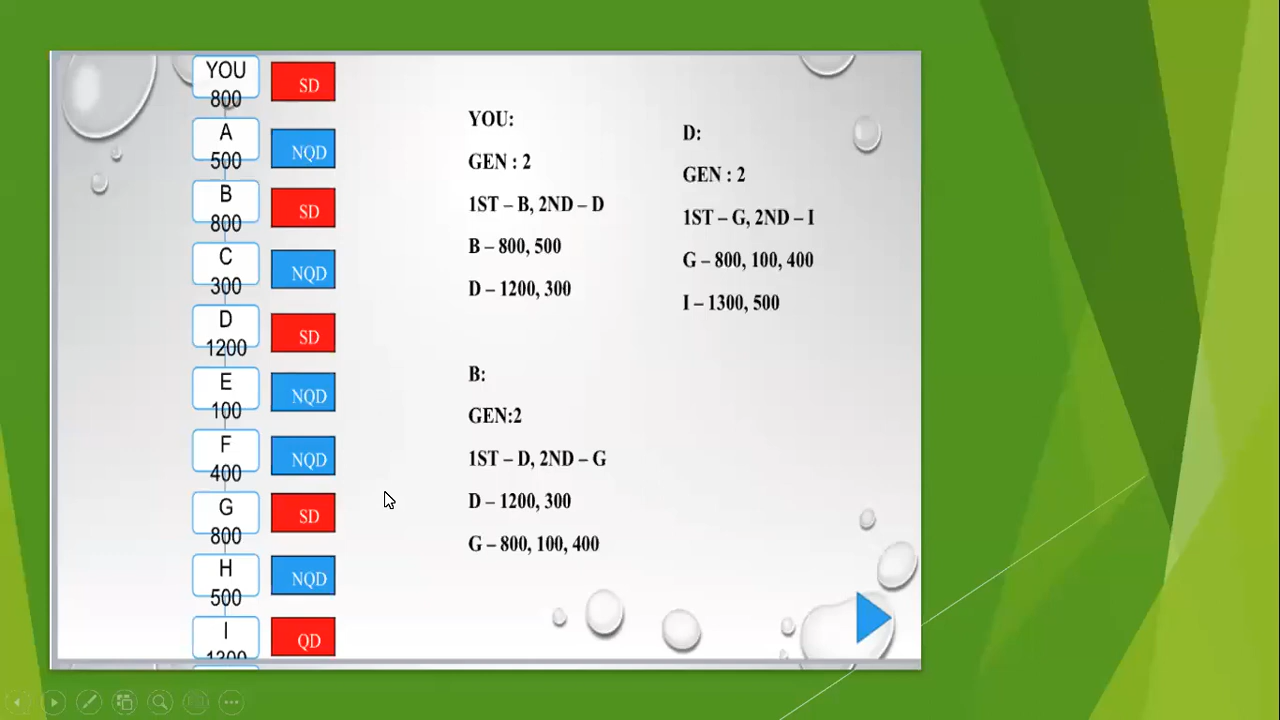 YOU
800
SD
A
500
NQD
B
800
SD
C
300
NQD
D
1200
SD
E
100
NQD
F
400
NQD
G
800
SD
H
500
NQD
I
1300
QD
YOU:
GEN : 2
1ST – B, 2ND – D
B – 800, 500
D – 1200, 300
B:
GEN:2
1ST – D, 2ND – G
D – 1200, 300
G – 800, 100, 400
D:
GEN : 2
1ST – G, 2ND – I
G – 800, 100, 400
I – 1300, 500